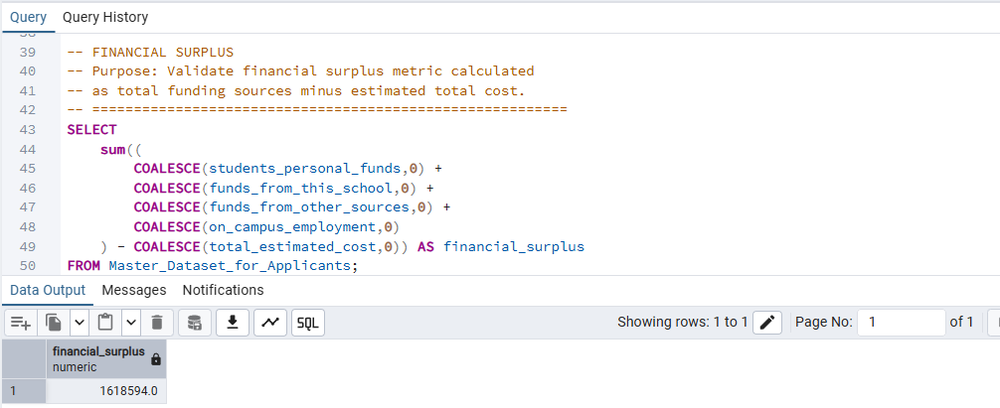 Query Query History
38
39 -- FINANCIAL SURPLUS
40 -- Purpose: Validate financial surplus metric calculated
41 -- as total funding sources minus estimated total cost.
42 -- =========================================================
43 SELECT
44 sum((
45 COALESCE(students_personal_funds,0) +
46 COALESCE(funds_from_this_school,0) +
47 COALESCE(funds_from_other_sources,0) +
48 COALESCE(on_campus_employment,0)
49 ) - COALESCE(total_estimated_cost,0)) AS financial_surplus
50 FROM Master_Dataset_for_Applicants;
Data Output Messages Notifications
SQL Showing rows: 1 to 1 Page No: 1 of 1
financial_surplus
numeric
1 1618594.0